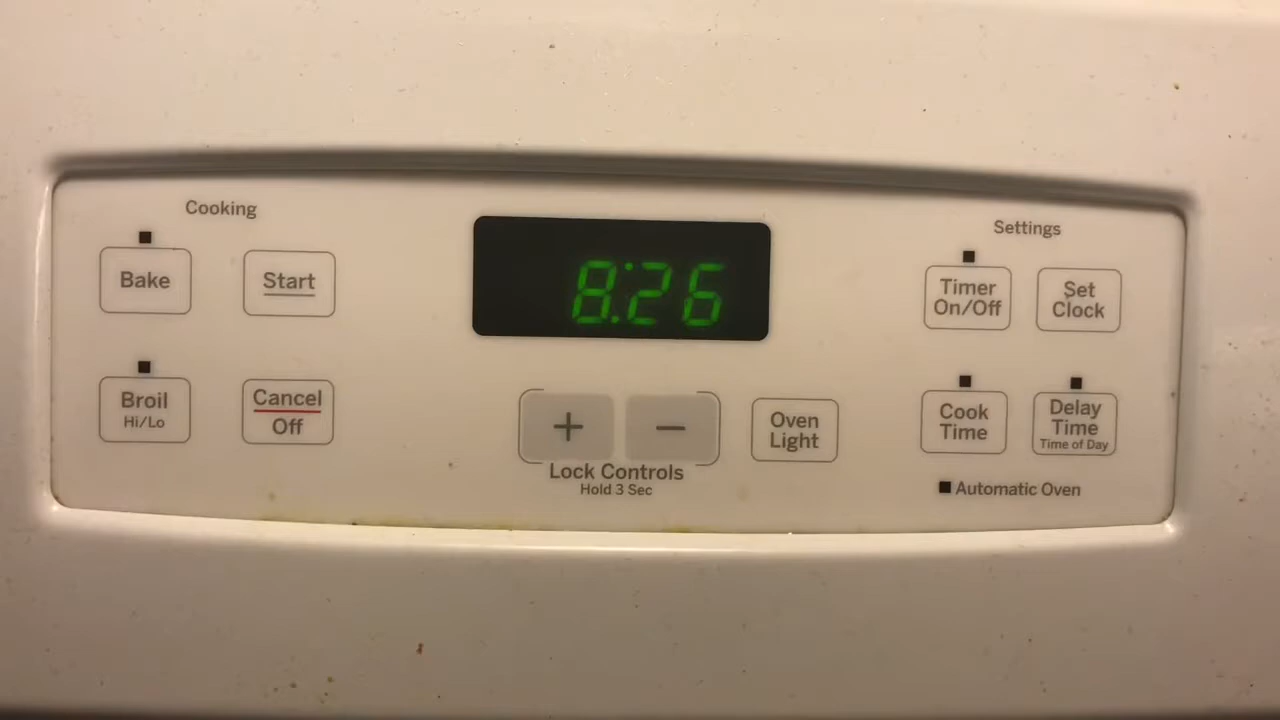 Cooking
Settings
Bake
Start
8:26
Timer
On/Off
Set
Clock
Broil
Hi/Lo
Cancel
Off
+
−
Oven
Light
Cook
Time
Delay
Time
Time of Day
Lock Controls
Hold 3 Sec
Automatic Oven